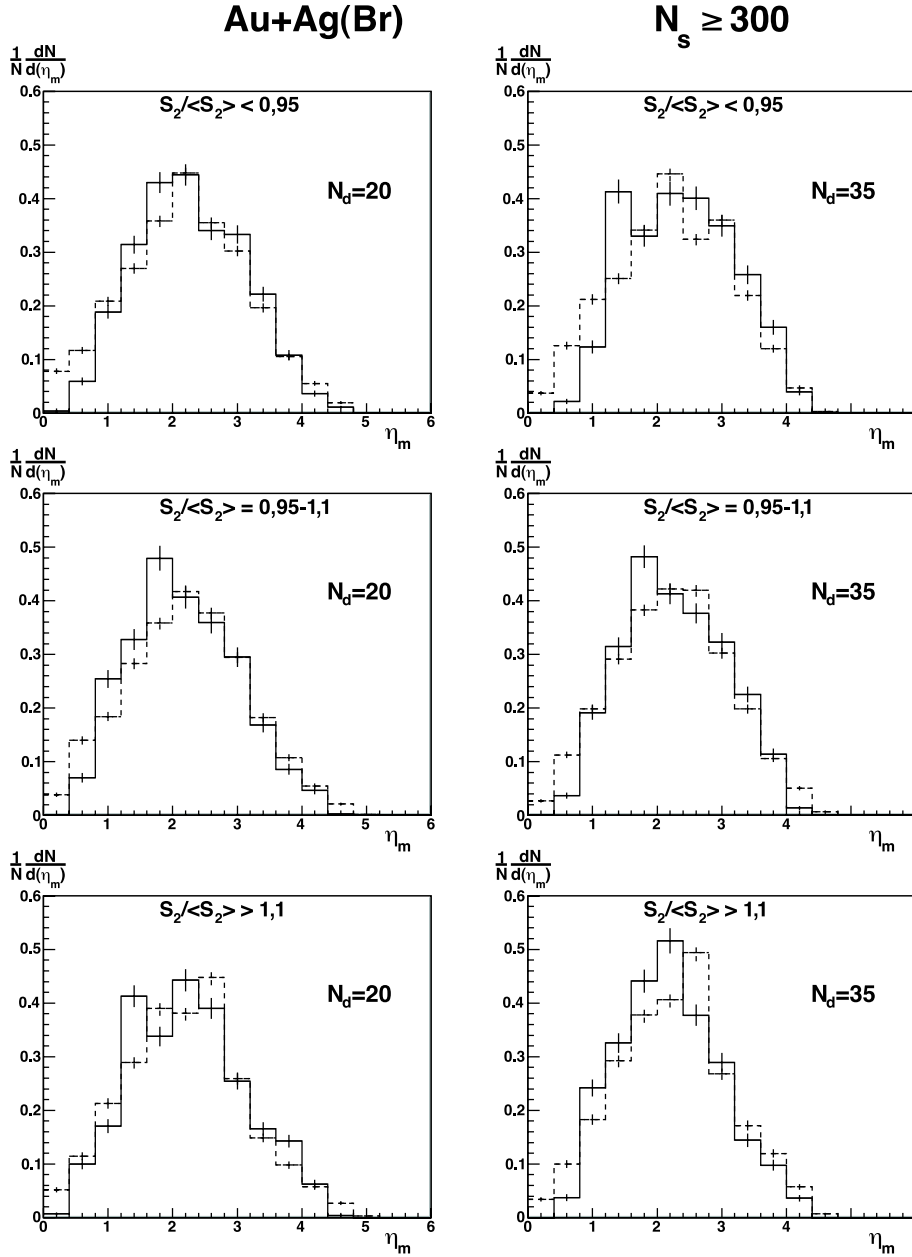 Au+Ag(Br) N_s ≥ 300
1/N dN/d(η_m)
0.6
0.5
0.4
0.3
0.2
0.1
0
S_2/<S_2> < 0,95
N_d=20
0 1 2 3 4 5 6
η_m
1/N dN/d(η_m)
0.6
0.5
0.4
0.3
0.2
0.1
0
S_2/<S_2> < 0,95
N_d=35
0 1 2 3 4
η_m
1/N dN/d(η_m)
0.6
0.5
0.4
0.3
0.2
0.1
0
S_2/<S_2> = 0,95-1,1
N_d=20
0 1 2 3 4 5 6
η_m
1/N dN/d(η_m)
0.6
0.5
0.4
0.3
0.2
0.1
0
S_2/<S_2> = 0,95-1,1
N_d=35
0 1 2 3 4
η_m
1/N dN/d(η_m)
0.6
0.5
0.4
0.3
0.2
0.1
0
S_2/<S_2> > 1,1
N_d=20
0 1 2 3 4 5 6
η_m
1/N dN/d(η_m)
0.6
0.5
0.4
0.3
0.2
0.1
0
S_2/<S_2> > 1,1
N_d=35
0 1 2 3 4
η_m